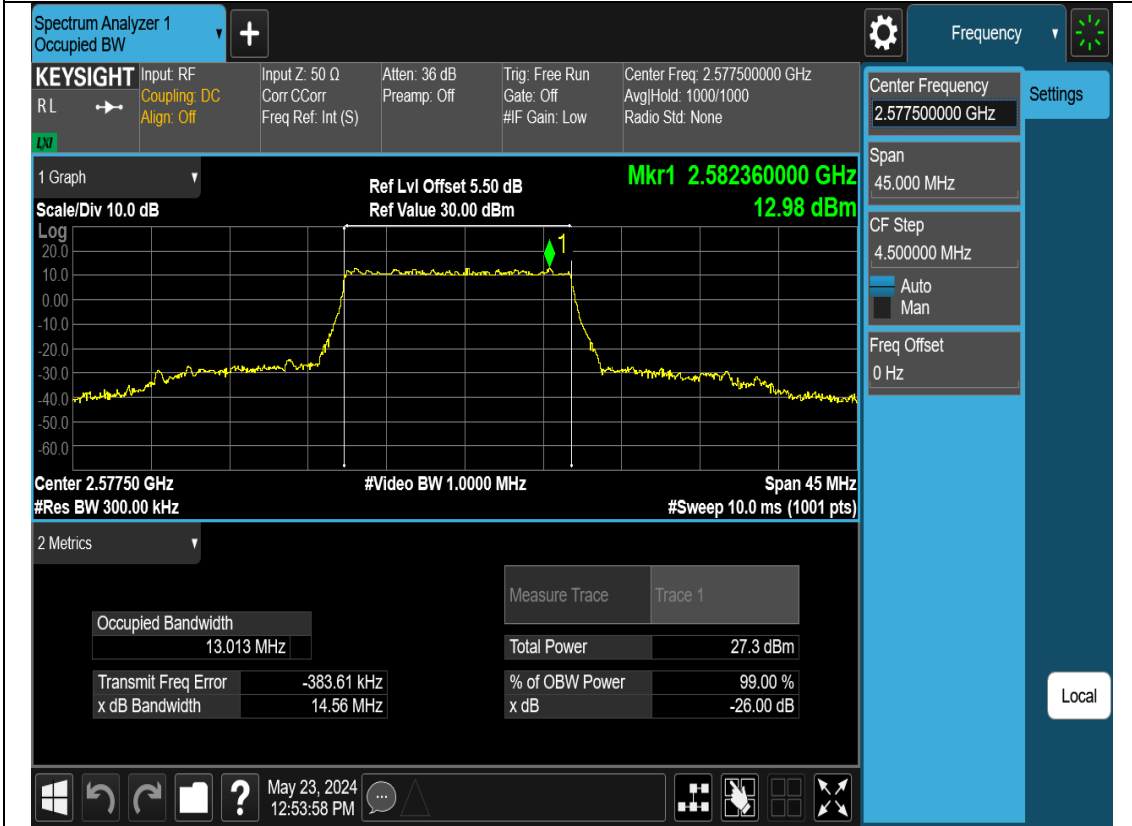 Spectrum Analyzer 1
Occupied BW
+
Frequency
KEYSIGHT
R L
LXI
Input: RF
Coupling: DC
Align: Off
Input Z: 50 Ω
Corr CCorr
Freq Ref: Int (S)
Atten: 36 dB
Preamp: Off
Trig: Free Run
Gate: Off
#IF Gain: Low
Center Freq: 2.577500000 GHz
Avg|Hold: 1000/1000
Radio Std: None
Center Frequency
2.577500000 GHz
Settings
Span
45.000 MHz
CF Step
4.500000 MHz
Auto
Man
Freq Offset
0 Hz
Local
1 Graph
Scale/Div 10.0 dB
Ref Lvl Offset 5.50 dB
Ref Value 30.00 dBm
Mkr1 2.582360000 GHz
12.98 dBm
Log
1
20.0
10.0
0.00
-10.0
-20.0
-30.0
-40.0
-50.0
-60.0
Center 2.57750 GHz
#Video BW 1.0000 MHz
Span 45 MHz
#Res BW 300.00 kHz
#Sweep 10.0 ms (1001 pts)
2 Metrics
Measure Trace
Trace 1
Occupied Bandwidth
13.013 MHz
Total Power
27.3 dBm
Transmit Freq Error
-383.61 kHz
% of OBW Power
99.00 %
x dB Bandwidth
14.56 MHz
x dB
-26.00 dB
?
May 23, 2024
12:53:58 PM